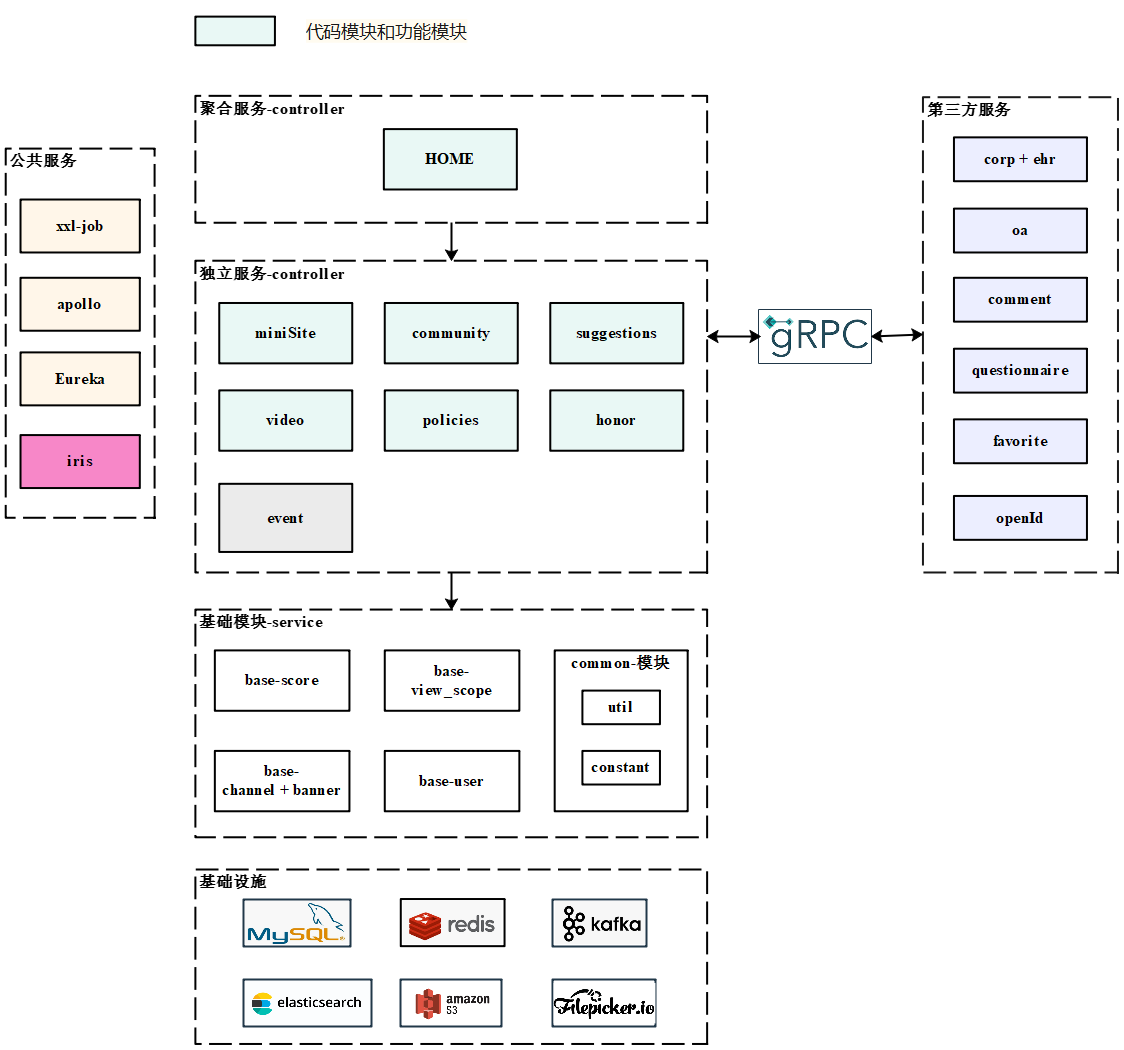 代码模块和功能模块
聚合服务-controller
HOME
公共服务
xxl-job
apollo
Eureka
iris
独立服务-controller
miniSite
community
suggestions
video
policies
honor
event
gRPC
第三方服务
corp + ehr
oa
comment
questionnaire
favorite
openId
基础模块-service
base-score
base-
view_scope
common-模块
util
constant
base-
channel + banner
base-user
基础设施
MySQL
redis
kafka
elasticsearch
amazon
S3
Filepicker.io